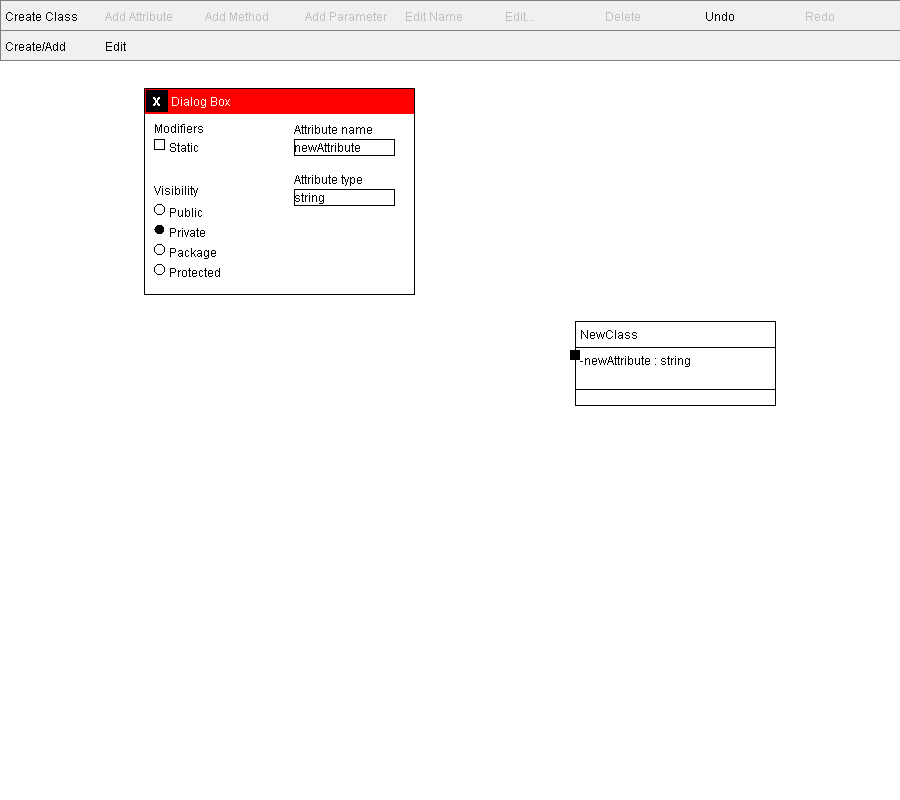 Create Class Add Attribute Add Method Add Parameter Edit Name Edit... Delete Undo Redo
Create/Add Edit
X Dialog Box
Modifiers
Static
Attribute name
newAttribute
Attribute type
string
Visibility
Public
Private
Package
Protected
NewClass
-newAttribute : string